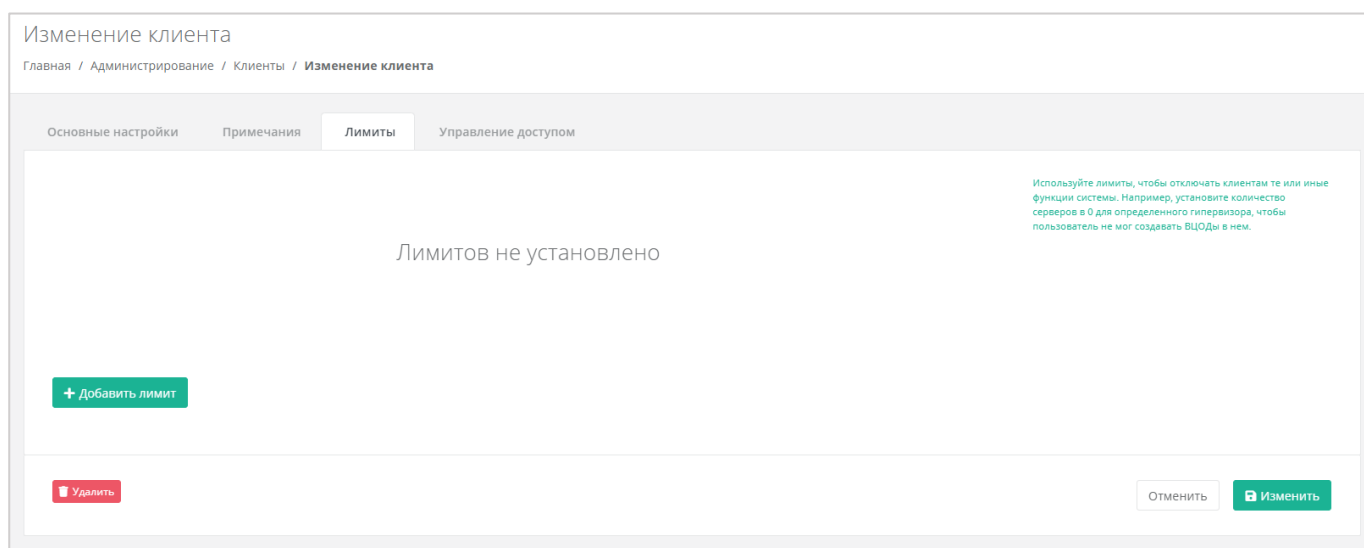 Изменение клиента
Главная / Администрирование / Клиенты / Изменение клиента
Основные настройки Примечания Лимиты Управление доступом
Используйте лимиты, чтобы отключать клиентам те или иные
функции системы. Например, установите количество
серверов в 0 для определенного гипервизора, чтобы
пользователь не мог создавать ВЦОДы в нем.
Лимитов не установлено
+ Добавить лимит
Удалить Отменить Изменить